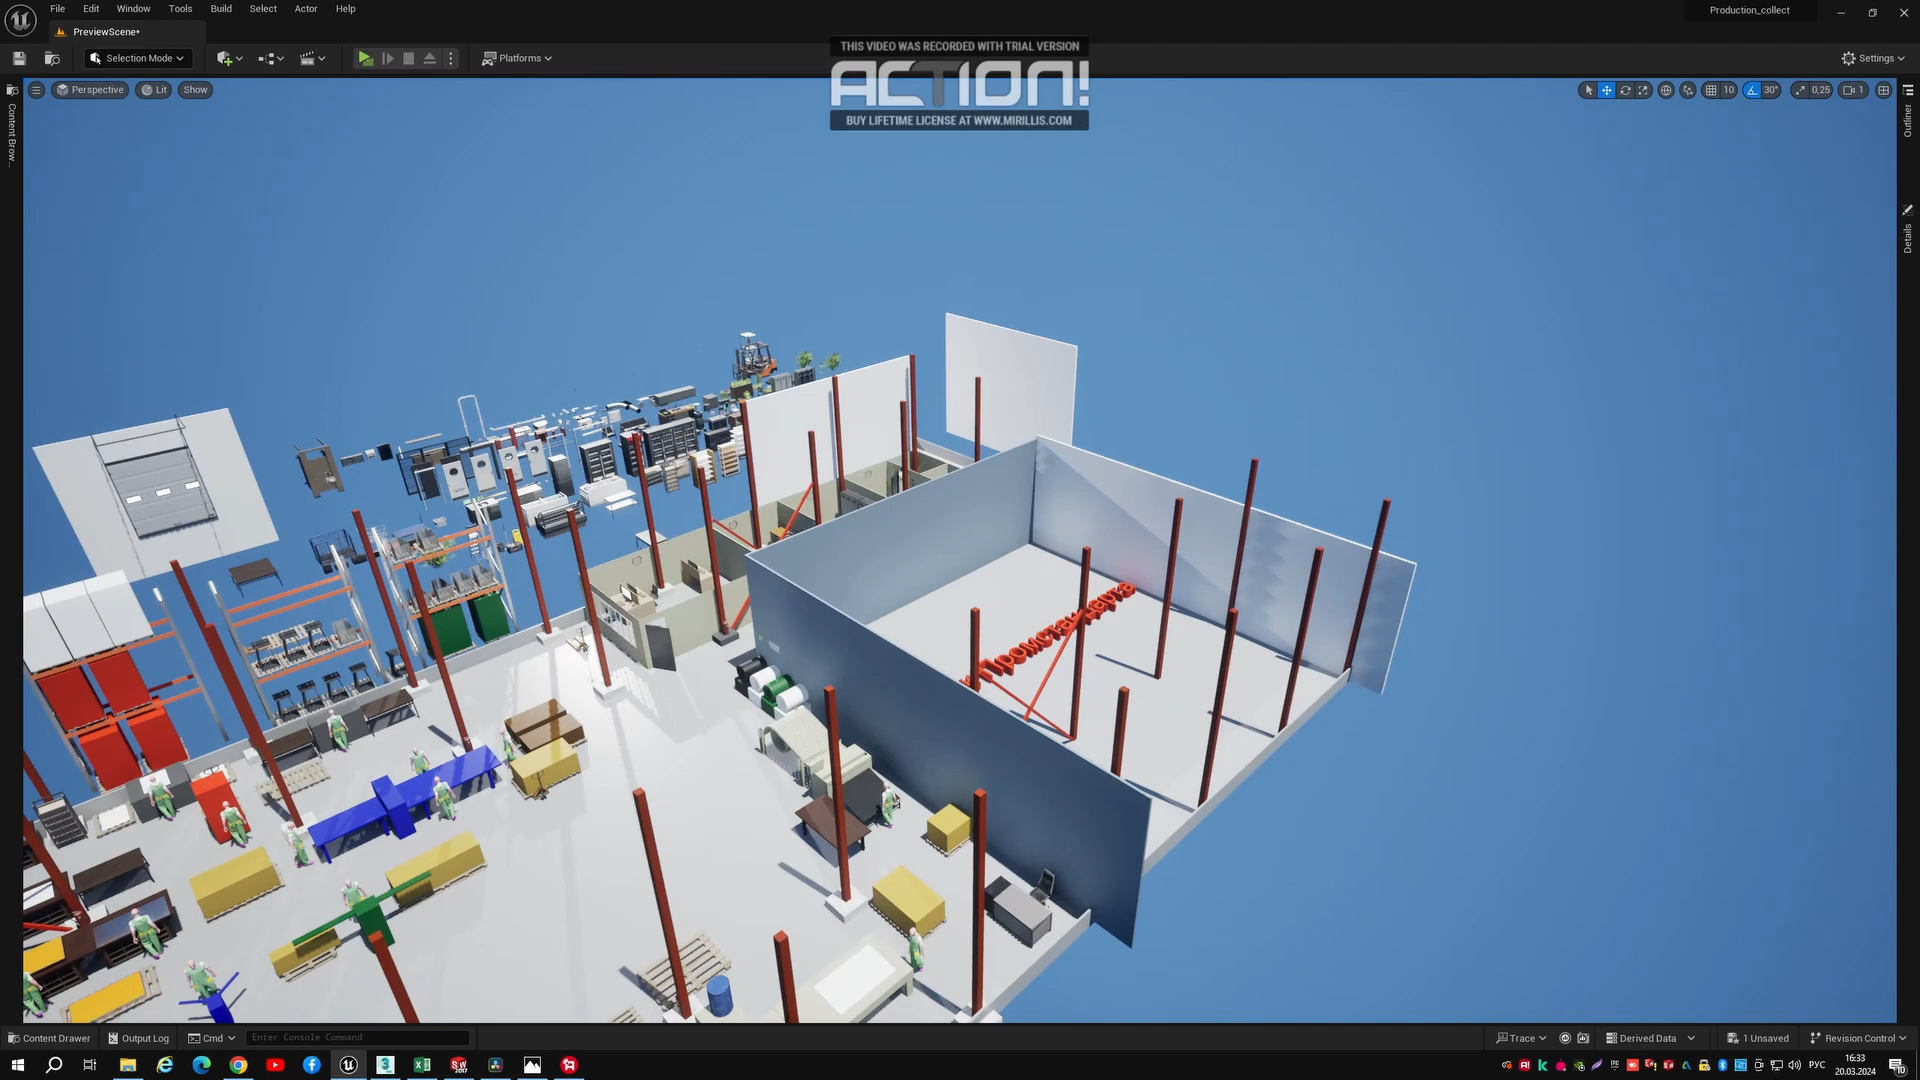 File Edit Window Tools Build Select Actor Help
Production_collect
PreviewScene*
Selection Mode
Platforms
Settings
THIS VIDEO WAS RECORDED WITH TRIAL VERSION
ACTION!
BUY LIFETIME LICENSE AT WWW.MIRILLIS.COM
Perspective
Lit
Show
10
30°
0,25
1
Content Brow...
Outliner
Details
Content Drawer
Output Log
Cmd
Enter Console Command
Trace
Derived Data
1 Unsaved
Revision Control
РУС
16:33
20.03.2024